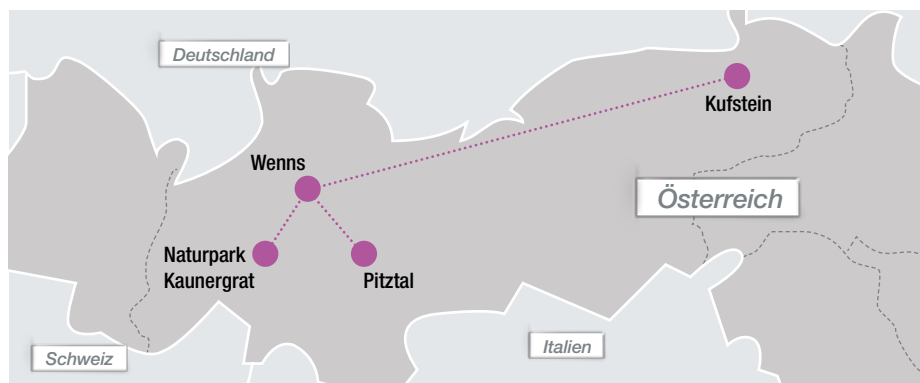 Deutschland
Kufstein
Wenns
Österreich
Naturpark
Kaunergrat
Pitztal
Schweiz
Italien